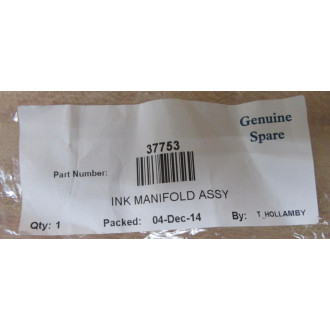 Genuine
Spare
37753
Part Number:
INK MANIFOLD ASSY
Qty: 1 Packed: 04-Dec-14 By: T_HOLLAMBY